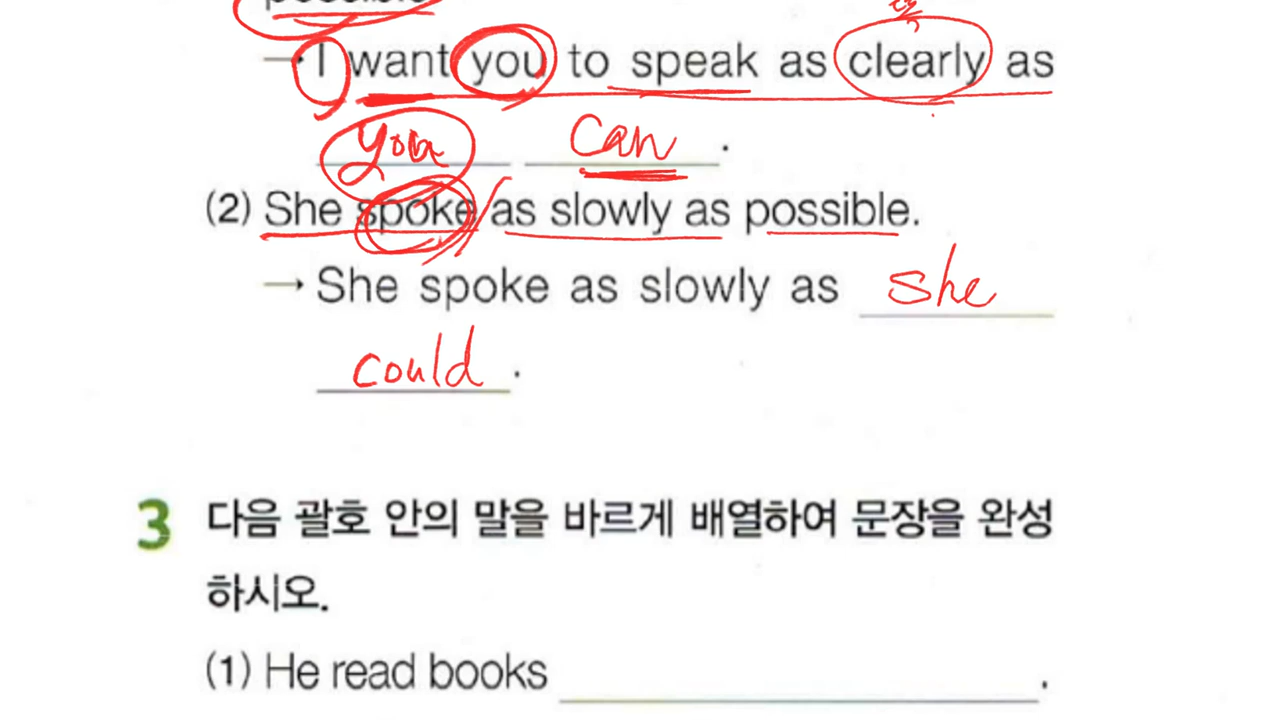 possible
→ I want you to speak as clearly as
you can.
(2) She spoke / as slowly as possible.
→ She spoke as slowly as she
could.
3 다음 괄호 안의 말을 바르게 배열하여 문장을 완성
하시오.
(1) He read books ________.